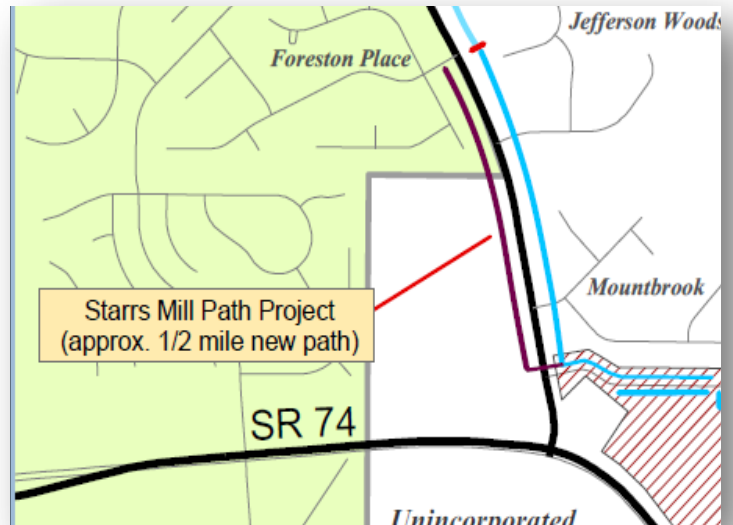 Jefferson Woods
Foreston Place
Mountbrook
Starrs Mill Path Project
(approx. 1/2 mile new path)
SR 74
Unincorporated